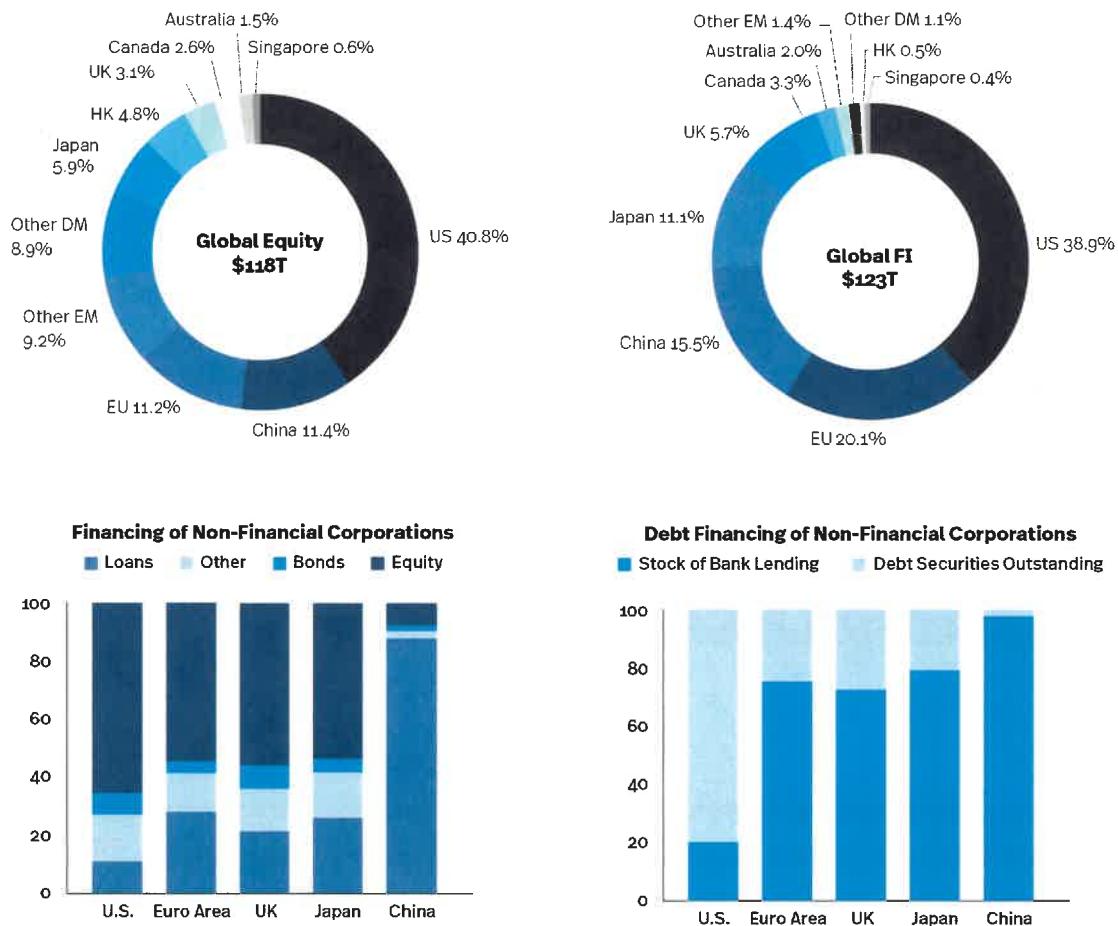 Australia 1.5%
Canada 2.6%
Singapore 0.6%
UK 3.1%
HK 4.8%
Japan
5.9%
Other DM
8.9%
Other EM
9.2%
EU 11.2%
China 11.4%
US 40.8%
Global Equity
$118T
Other EM 1.4%
Other DM 1.1%
Australia 2.0%
HK 0.5%
Canada 3.3%
Singapore 0.4%
UK 5.7%
Japan 11.1%
US 38.9%
China 15.5%
EU 20.1%
Global FI
$123T
Financing of Non-Financial Corporations
Loans Other Bonds Equity
100
80
60
40
20
0
U.S. Euro Area UK Japan China
Debt Financing of Non-Financial Corporations
Stock of Bank Lending Debt Securities Outstanding
100
80
60
40
20
0
U.S. Euro Area UK Japan China